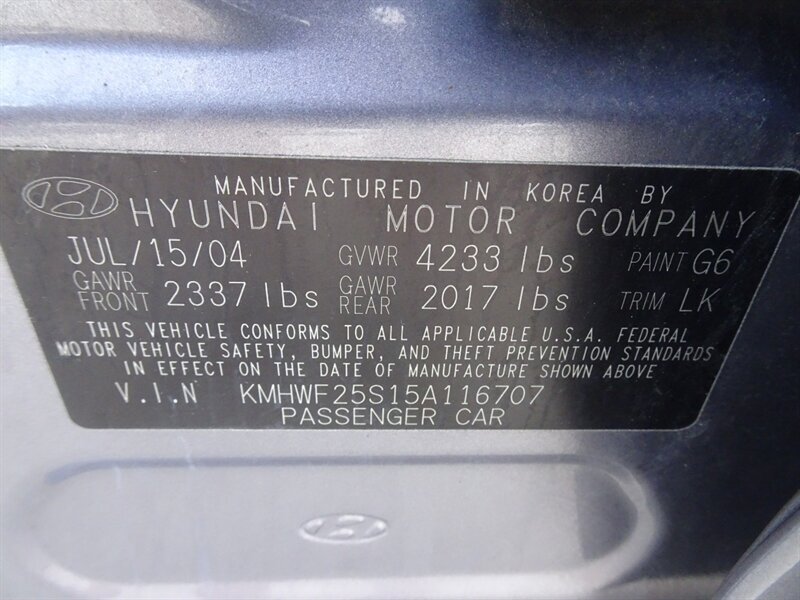 MANUFACTURED IN KOREA BY
HYUNDAI MOTOR COMPANY
JUL/15/04 GVWR 4233 lbs PAINT G6
GAWR FRONT 2337 lbs GAWR REAR 2017 lbs TRIM LK
THIS VEHICLE CONFORMS TO ALL APPLICABLE U.S.A. FEDERAL
MOTOR VEHICLE SAFETY, BUMPER, AND THEFT PREVENTION STANDARDS
IN EFFECT ON THE DATE OF MANUFACTURE SHOWN ABOVE
V.I.N KMHWF25S15A116707
PASSENGER CAR